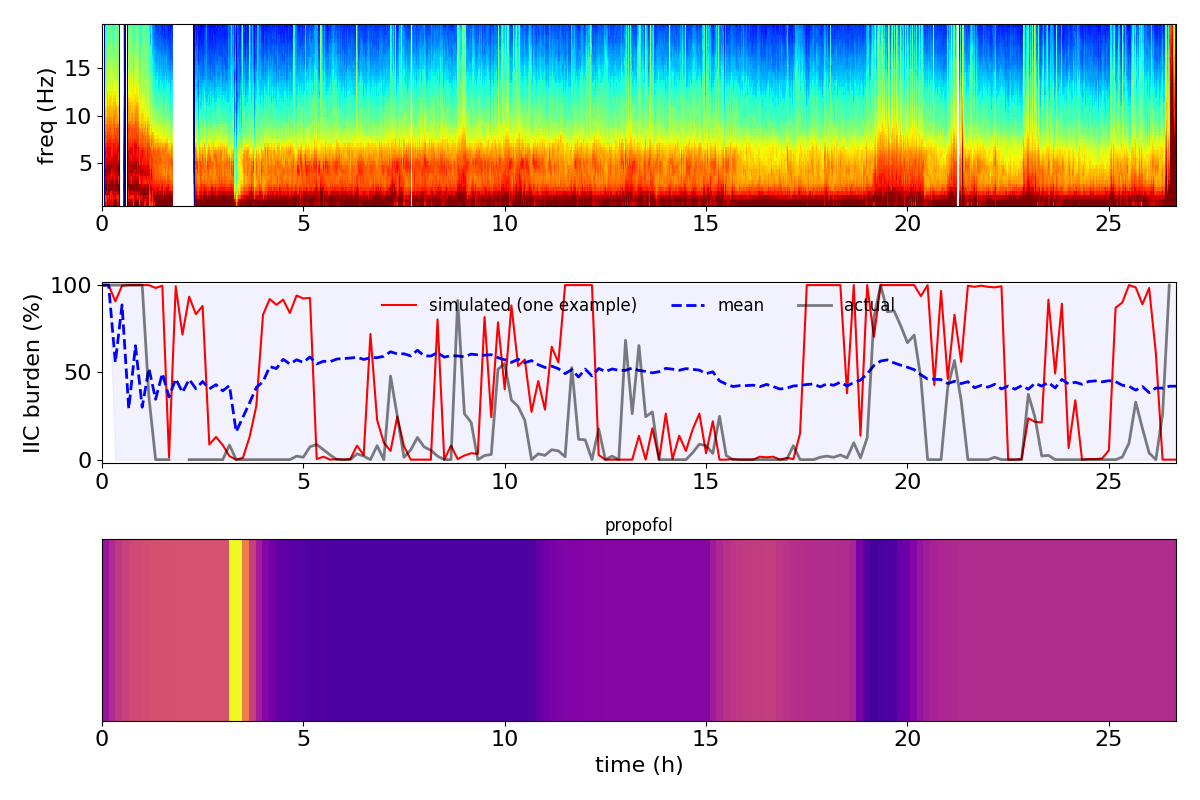 freq (Hz)
15
10
5
0 5 10 15 20 25
IIC burden (%)
100
50
0
simulated (one example) mean actual
0 5 10 15 20 25
propofol
0 5 10 15 20 25
time (h)